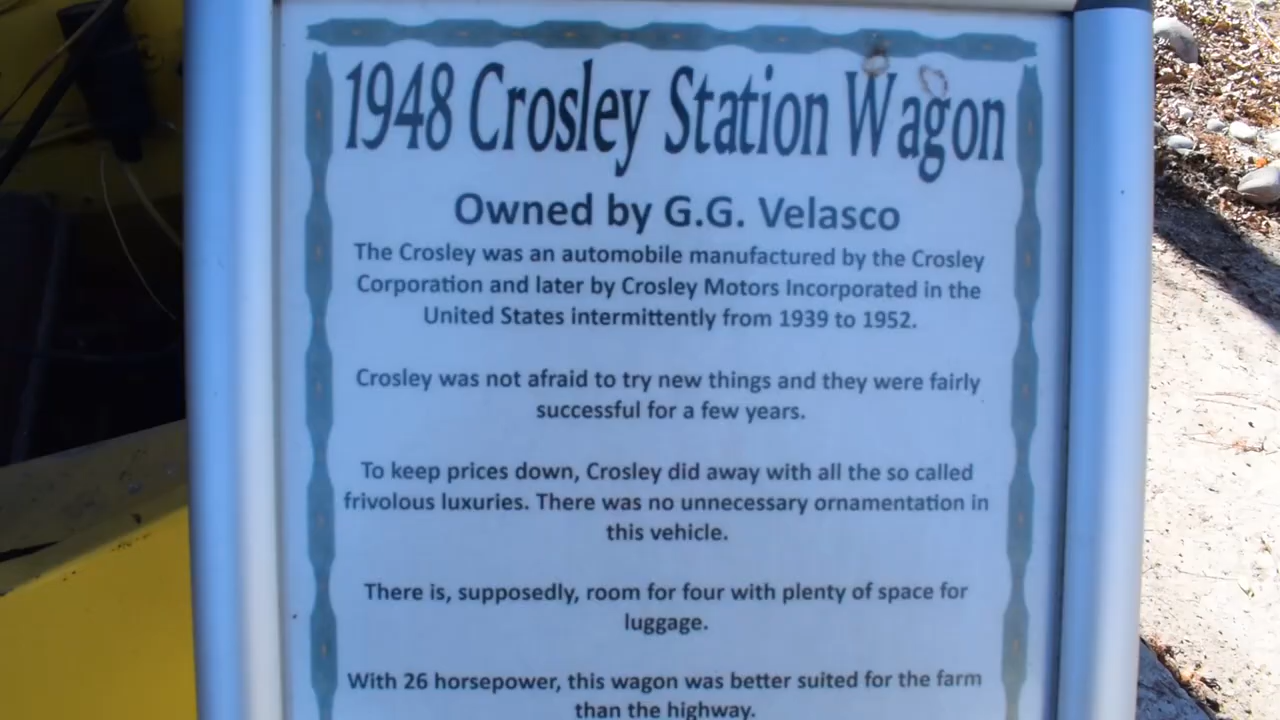 1948 Crosley Station Wagon
Owned by G.G. Velasco
The Crosley was an automobile manufactured by the Crosley
Corporation and later by Crosley Motors Incorporated in the
United States intermittently from 1939 to 1952.
Crosley was not afraid to try new things and they were fairly
successful for a few years.
To keep prices down, Crosley did away with all the so called
frivolous luxuries. There was no unnecessary ornamentation in
this vehicle.
There is, supposedly, room for four with plenty of space for
luggage.
With 26 horsepower, this wagon was better suited for the farm
than the highway.